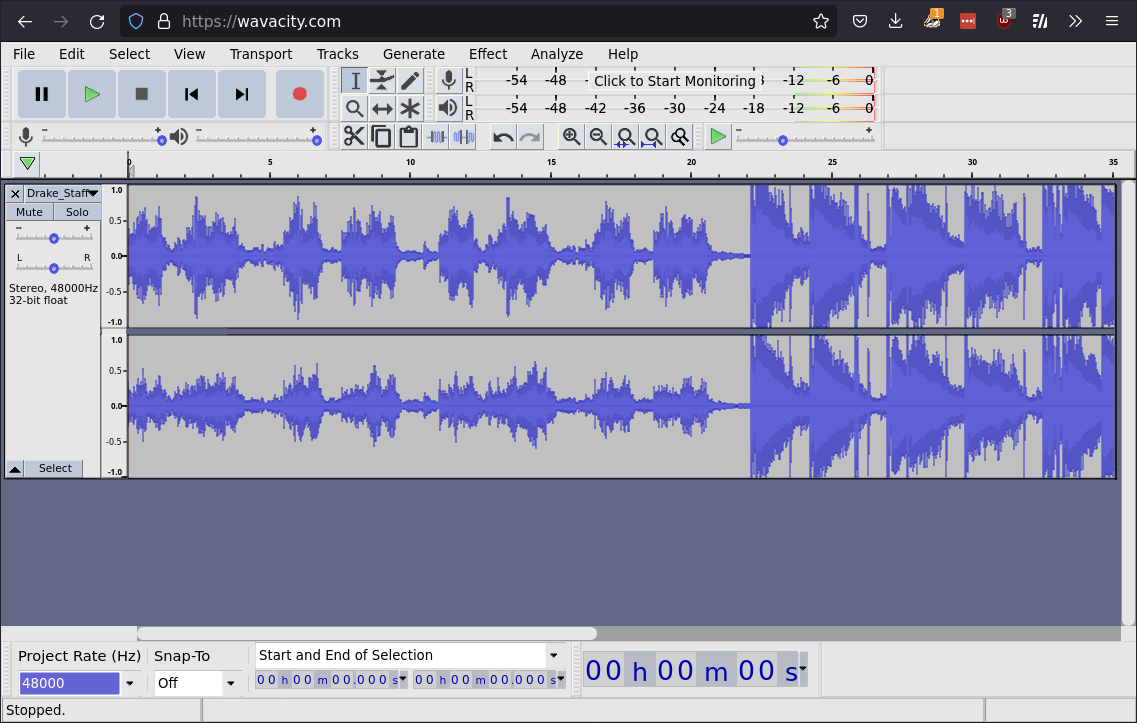 https://wavacity.com
1
3
File Edit Select View Transport Tracks Generate Effect Analyze Help
L
R
-54 -48 - Click to Start Monitoring -12 -6 0
L
R
-54 -48 -42 -36 -30 -24 -18 -12 -6 0
- +
- +
- +
0 5 10 15 20 25 30 35
Drake_Staff
Mute Solo
- +
L R
Stereo, 48000Hz
32-bit float
Select
1.0
0.5
0.0
-0.5
-1.0
1.0
0.5
0.0
-0.5
-1.0
Project Rate (Hz) Snap-To Start and End of Selection
48000 Off 00 h 00 m 00.000 s 00 h 00 m 00.000 s
00 h 00 m 00 s
Stopped.